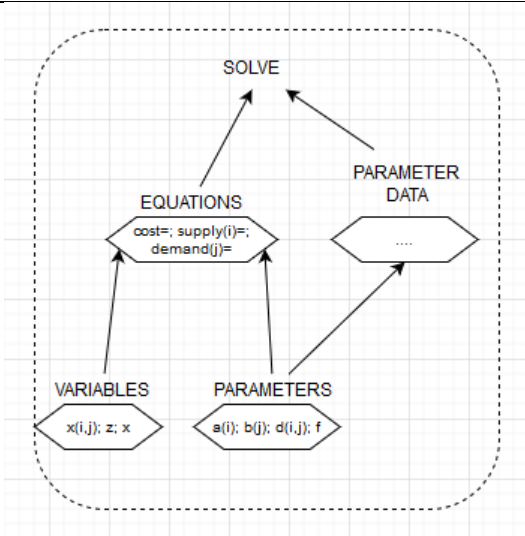 SOLVE
PARAMETER
DATA
EQUATIONS
cost=; supply(i)=;
demand(j)=
....
VARIABLES
PARAMETERS
x(i,j); z; x
a(i); b(j); d(i,j); f